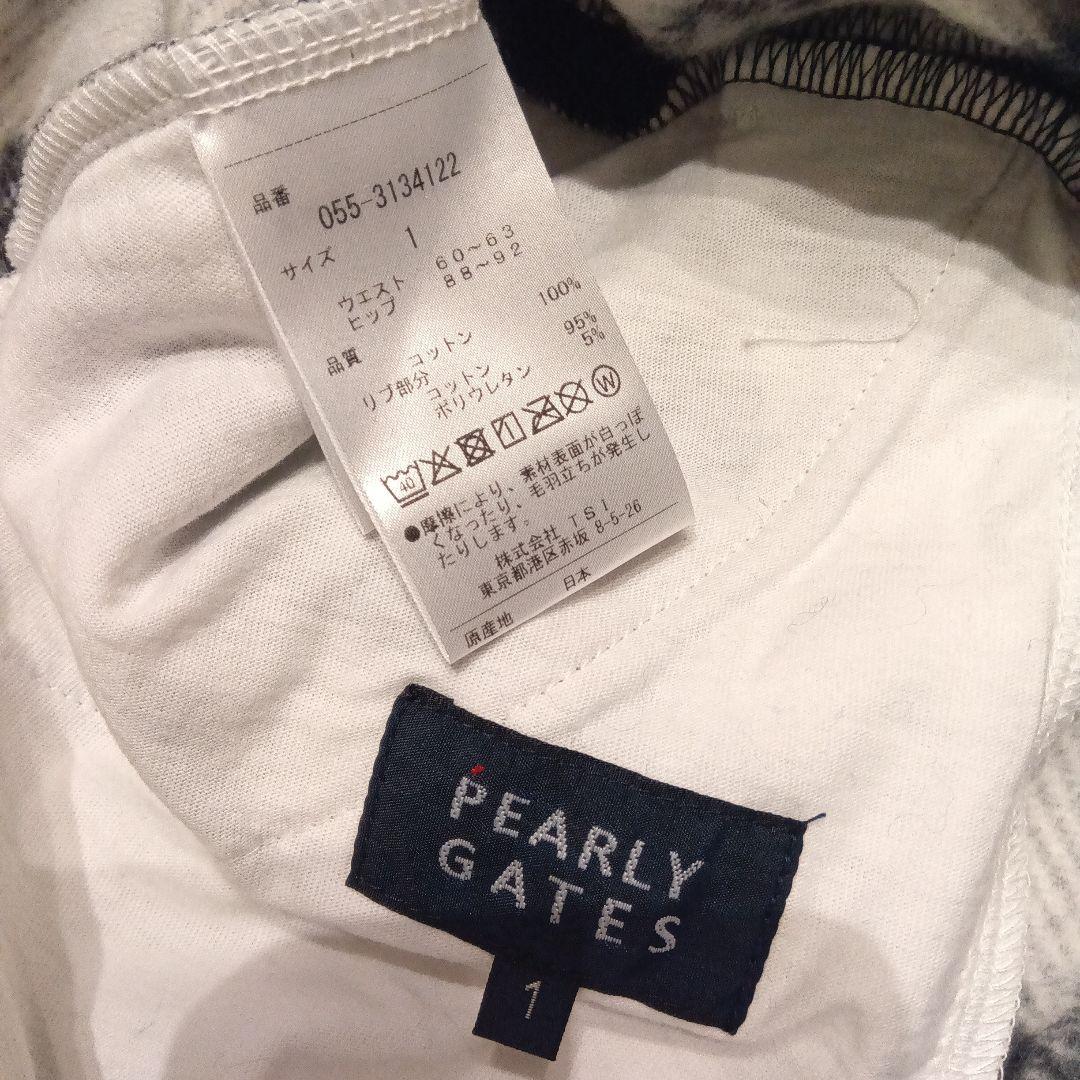 品番 055-3134122
サイズ 1
ウエスト 60~63
ヒップ 88~92
品質 コットン 100%
リブ部分 コットン 95%
ポリウレタン 5%
40 1 W
●摩擦により、素材表面が白っぽ
くなったり、毛羽立ちが発生し
たりします。
株式会社 TSI
東京都港区赤坂 8-5-26
原産地 日本
PEARLY
GATES
1